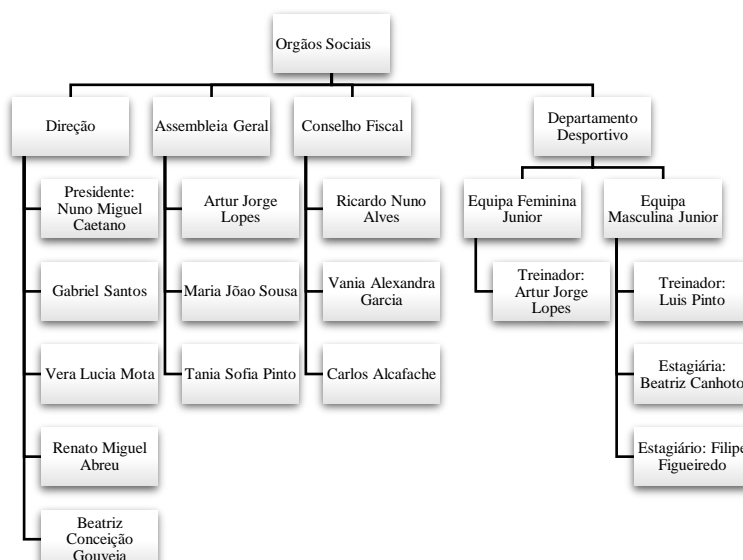 Orgãos Sociais
Direção
Assembleia Geral
Conselho Fiscal
Departamento
Desportivo
Presidente:
Nuno Miguel
Caetano
Gabriel Santos
Vera Lucia Mota
Renato Miguel
Abreu
Beatriz
Conceição
Gouveia
Artur Jorge
Lopes
Maria Jõao Sousa
Tania Sofia Pinto
Ricardo Nuno
Alves
Vania Alexandra
Garcia
Carlos Alcafache
Equipa Feminina
Junior
Treinador:
Artur Jorge
Lopes
Equipa
Masculina Junior
Treinador:
Luis Pinto
Estagiária:
Beatriz Canhoto
Estagiário: Filipe
Figueiredo